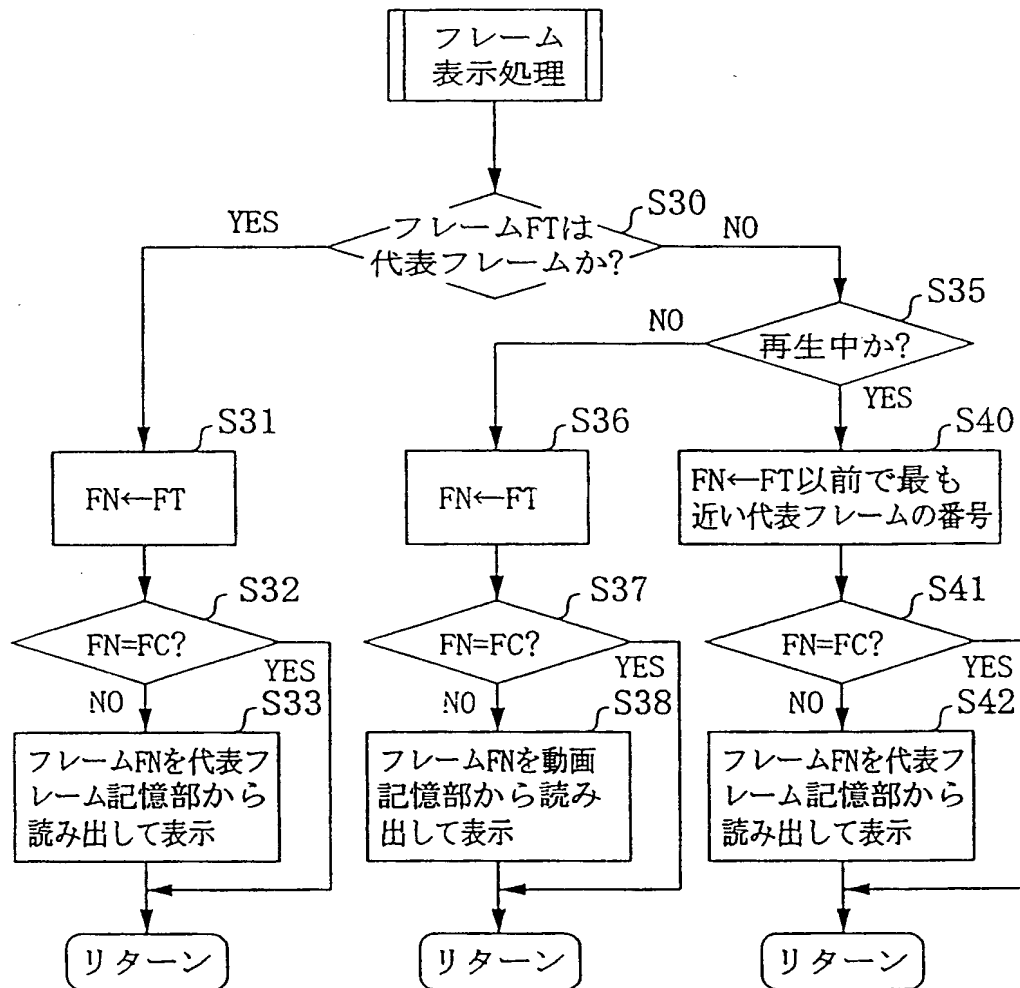 フレーム
表示処理
S30
YES
フレームFTは
代表フレームか?
NO
S35
NO
再生中か?
YES
S31
FN←FT
S36
FN←FT
S40
FN←FT以前で最も
近い代表フレームの番号
S32
FN=FC?
YES
NO
S37
FN=FC?
YES
NO
S41
FN=FC?
YES
NO
S33
フレームFNを代表フ
レーム記憶部から
読み出して表示
S38
フレームFNを動画
記憶部から読み
出して表示
S42
フレームFNを代表フ
レーム記憶部から
読み出して表示
リターン
リターン
リターン